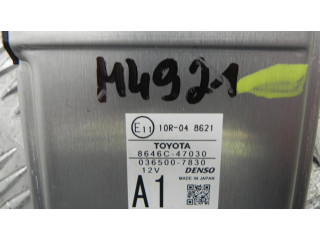 M492-1
E11 10R-04 8621
TOYOTA
8646C-47030
036500-7830
12V DENSO
A1 MADE IN JAPAN